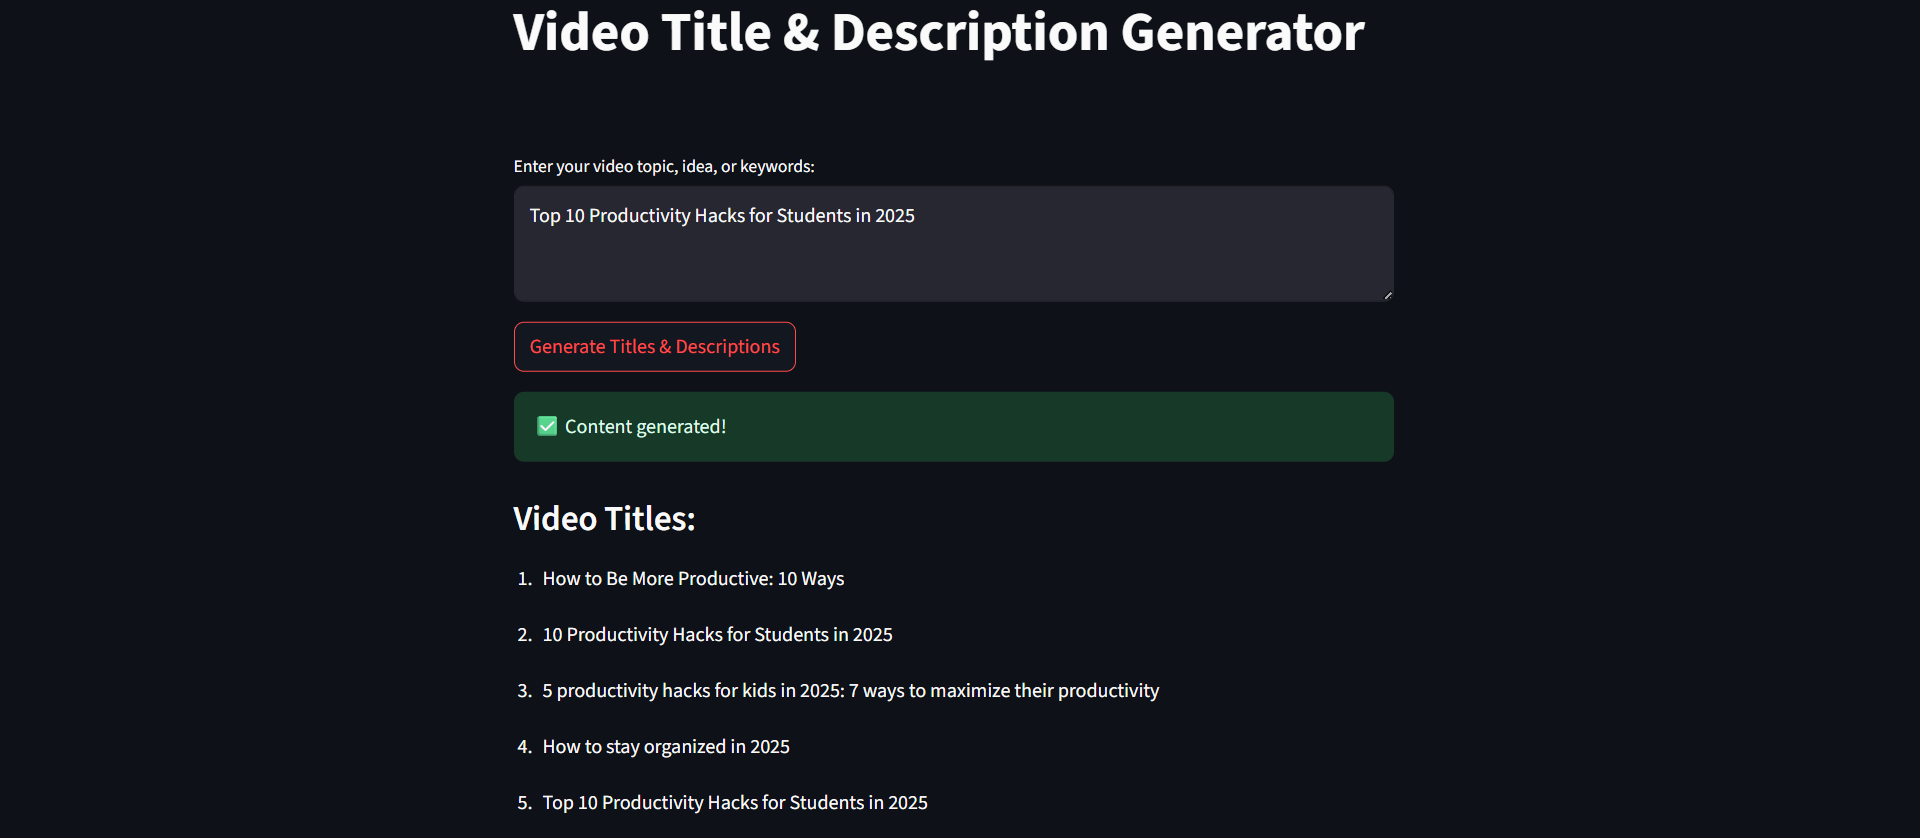 Video Title & Description Generator
Enter your video topic, idea, or keywords:
Top 10 Productivity Hacks for Students in 2025
Generate Titles & Descriptions
✅ Content generated!
Video Titles:
1. How to Be More Productive: 10 Ways
2. 10 Productivity Hacks for Students in 2025
3. 5 productivity hacks for kids in 2025: 7 ways to maximize their productivity
4. How to stay organized in 2025
5. Top 10 Productivity Hacks for Students in 2025